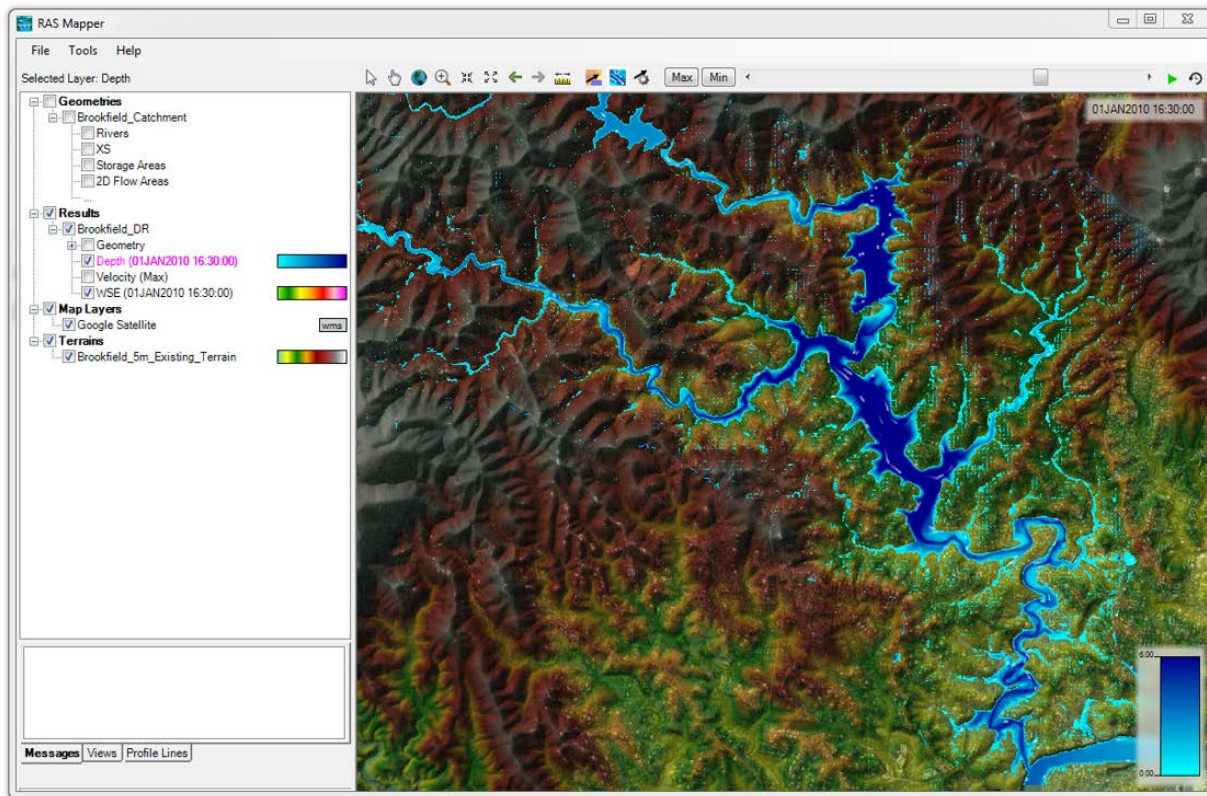 RAS Mapper
File Tools Help
Selected Layer: Depth
Max Min
Geometries
Brookfield_Catchment
Rivers
XS
Storage Areas
2D Flow Areas
...
Results
Brookfield_DR
Geometry
Depth (01JAN2010 16:30:00)
Velocity (Max)
WSE (01JAN2010 16:30:00)
Map Layers
Google Satellite wms
Terrains
Brookfield_5m_Existing_Terrain
Messages Views Profile Lines
01JAN2010 16:30:00
6.00
0.00